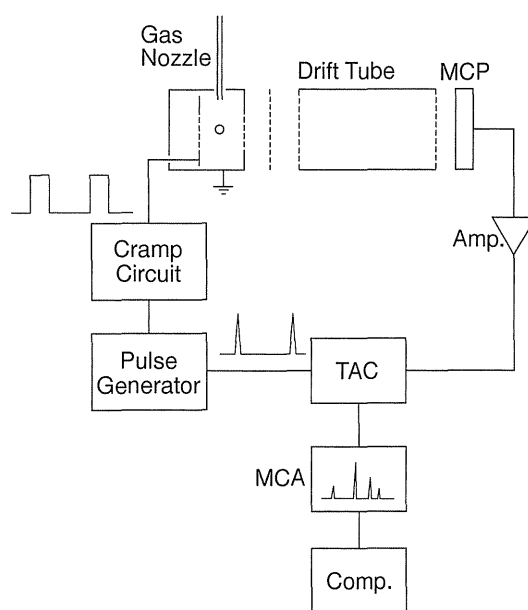 Gas
Nozzle
Drift Tube
MCP
Cramp
Circuit
Amp.
Pulse
Generator
TAC
MCA
Comp.